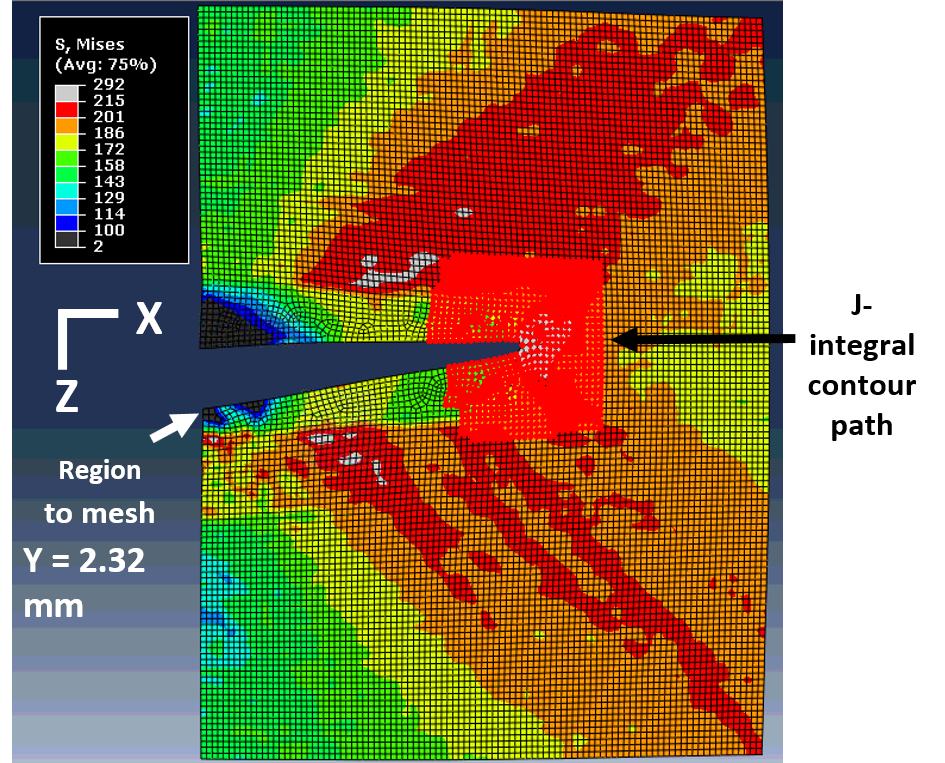 S, Mises
(Avg: 75%)
292
215
201
186
172
158
143
129
114
100
2
X
Z
J-
integral
contour
path
Region
to mesh
Y = 2.32
mm